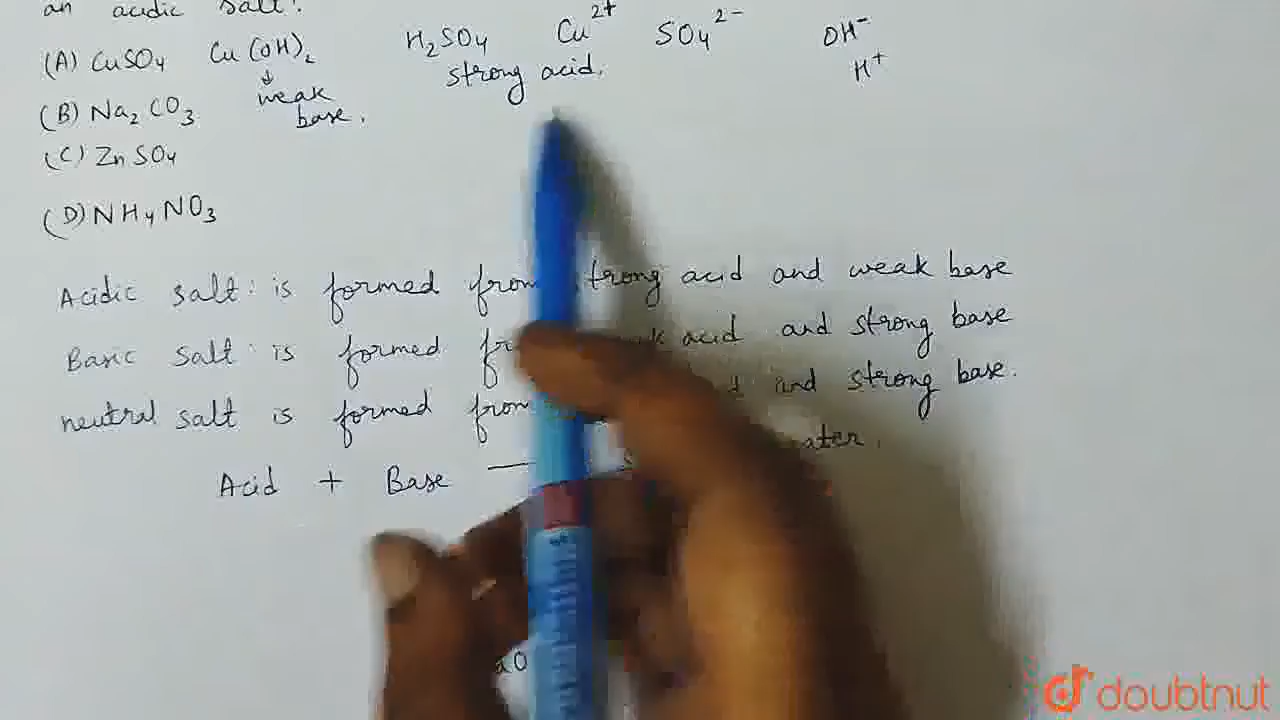 an acidic salt?
(A) CuSO4 Cu(OH)2 H2SO4 Cu2+ SO4 2- OH-
↓ weak base. strong acid. H+
(B) Na2CO3
(C) ZnSO4
(D) NH4NO3
Acidic salt: is formed from trong acid and weak base
Basic salt: is formed acid and strong base
neutral salt is formed from and strong base.
Acid + Base ater.
doubtnut